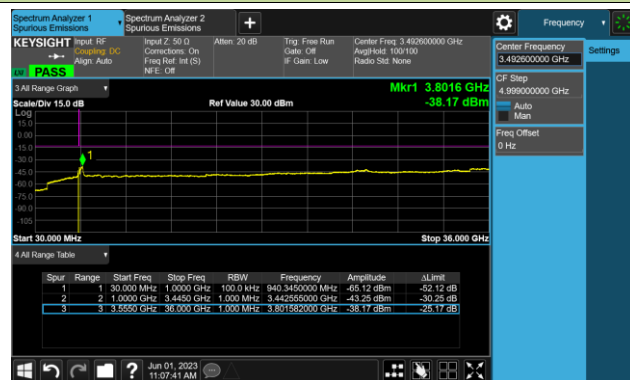 Spectrum Analyzer 1
Spurious Emissions
Spectrum Analyzer 2
Spurious Emissions
Frequency
KEYSIGHT
Input: RF
Coupling: DC
Align: Auto
Input Z: 50 Ω
Corrections: On
Freq Ref: Int (S)
NFE: Off
Atten: 20 dB
Trig: Free Run
Gate: Off
IF Gain: Low
Center Freq: 3.492600000 GHz
Avg|Hold: 100/100
Radio Std: None
PASS
Center Frequency
3.492600000 GHz
Settings
CF Step
4.999000000 GHz
Auto
Man
Freq Offset
0 Hz
3 All Range Graph
Mkr1 3.8016 GHz
-38.17 dBm
Scale/Div 15.0 dB
Ref Value 30.00 dBm
Log
15.0
0.00
-15.0
-30.0
-45.0
-60.0
-75.0
-90.0
-105
1
Start 30.000 MHz
Stop 36.000 GHz
4 All Range Table
Spur Range Start Freq Stop Freq RBW Frequency Amplitude ΔLimit
1 1 30.000 MHz 1.0000 GHz 100.0 kHz 940.3450000 MHz -65.12 dBm -52.12 dB
2 2 1.0000 GHz 3.4450 GHz 1.000 MHz 3.442555000 GHz -43.25 dBm -30.25 dB
3 3 3.5550 GHz 36.000 GHz 1.000 MHz 3.801582000 GHz -38.17 dBm -25.17 dB
Jun 01, 2023
11:07:41 AM